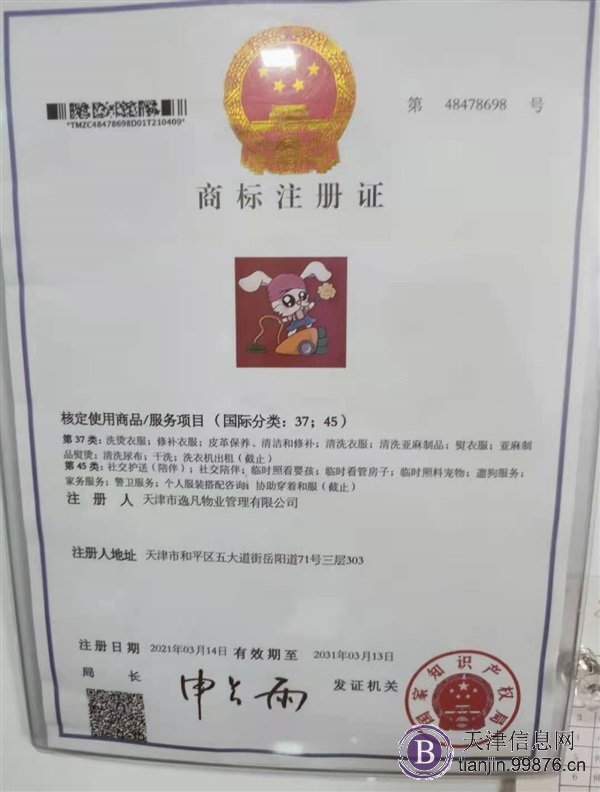 第 48478698 号
*TMZC48478698D01T210409*
商标注册证
核定使用商品/服务项目（国际分类：37；45）
第 37类：洗烫衣服；修补衣服；皮革保养、清洁和修补；清洗衣服；清洗亚麻制品；熨衣服；亚麻制
品熨烫；清洗尿布；干洗；洗衣机出租（截止）
第 45类：社交护送（陪伴）；社交陪伴；临时照看婴孩；临时看管房子；临时照料宠物；遛狗服务；
家务服务；警卫服务；个人服装搭配咨询；协助穿着和服（截止）
注 册 人 天津市逸凡物业管理有限公司
注册人地址 天津市和平区五大道街岳阳道71号三层303
注册日期 2021年03月14日 有效期至 2031年03月13日
局 长 申长雨 发证机关
国家知识产权局
B 天津信息网
tianjin.99876.cn